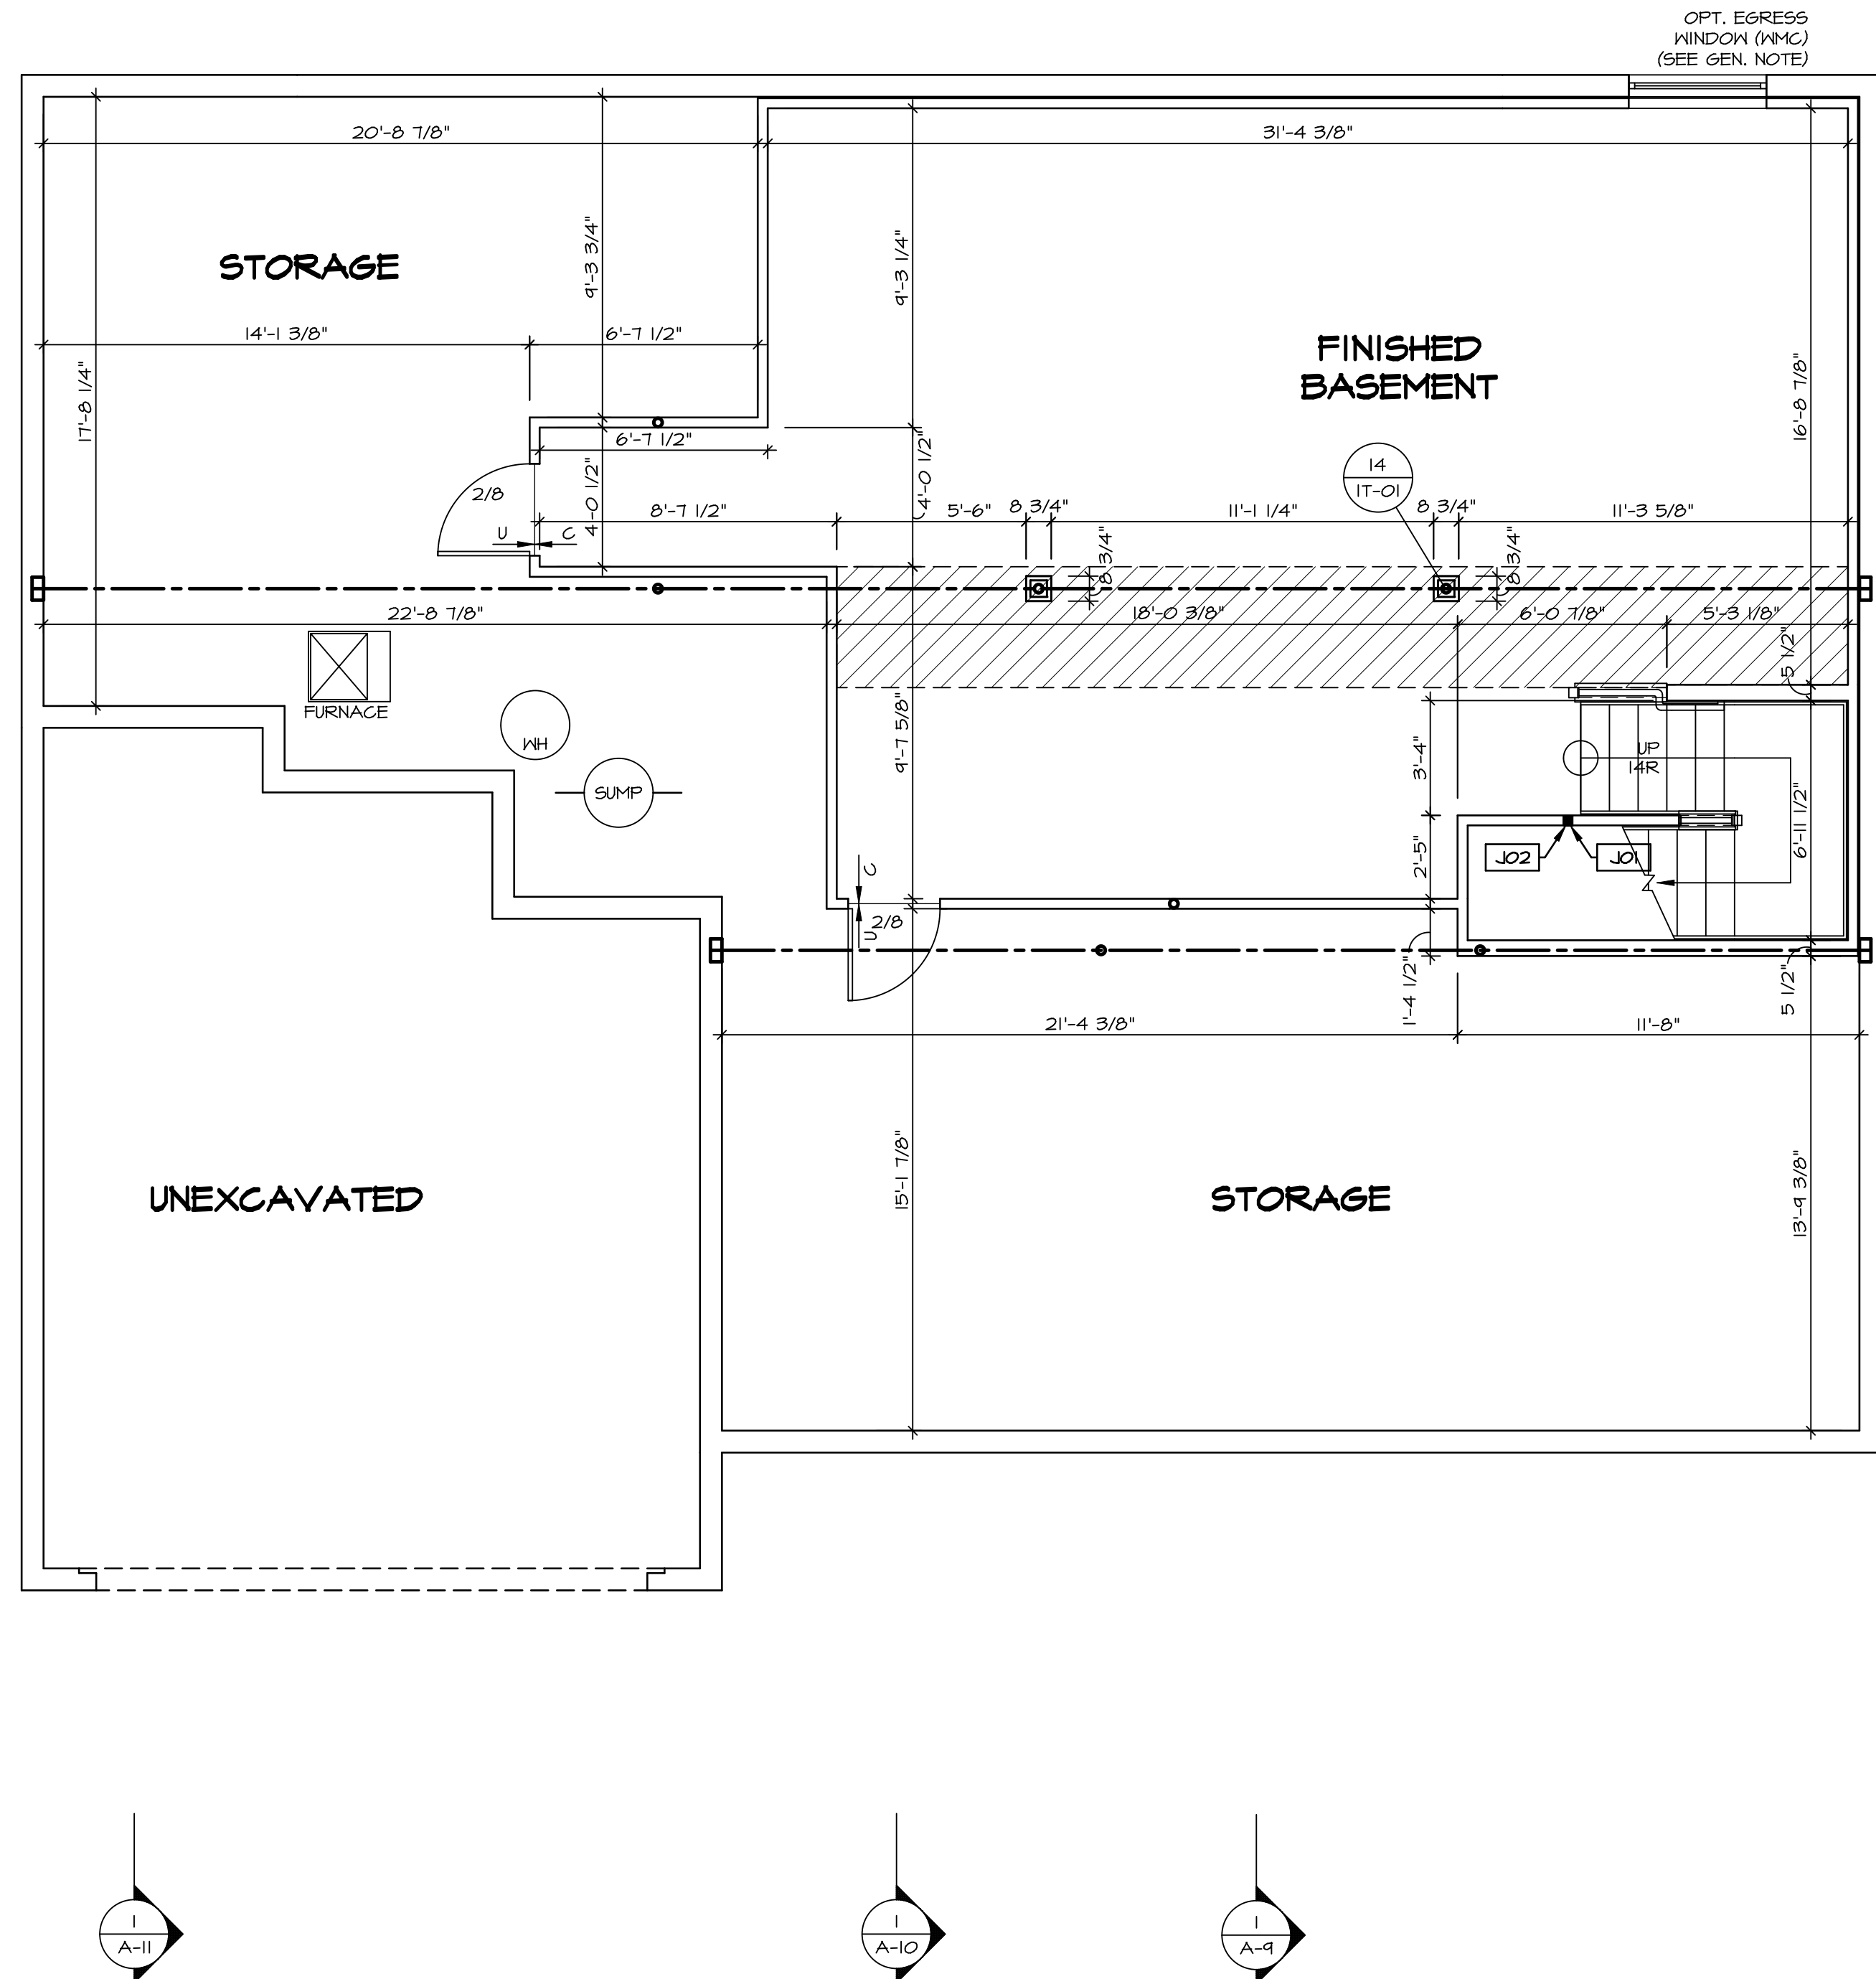 OPT. EGRESS
WINDOW (WMC)
(SEE GEN. NOTE)
20'-8 7/8"
31'-4 3/8"
9'-3 3/4"
9'-3 1/4"
STORAGE
14'-1 3/8"
6'-7 1/2"
FINISHED
BASEMENT
17'-8 1/4"
16'-8 7/8"
6'-7 1/2"
4'-0 1/2"
4'-0 1/2"
14
1T-01
2/8
U
C
8'-7 1/2"
5'-6"
8 3/4"
11'-1 1/4"
8 3/4"
11'-3 5/8"
8 3/4"
8 3/4"
22'-8 7/8"
18'-0 3/8"
6'-0 7/8"
5'-3 1/8"
5 1/2"
FURNACE
WH
SUMP
9'-7 5/8"
3'-4"
UP
14R
2'-5"
6'-11 1/2"
J02
J01
C
2/8
U
1'-4 1/2"
5 1/2"
21'-4 3/8"
11'-8"
15'-1 7/8"
13'-9 3/8"
UNEXCAVATED
STORAGE
1
A-11
1
A-10
1
A-9